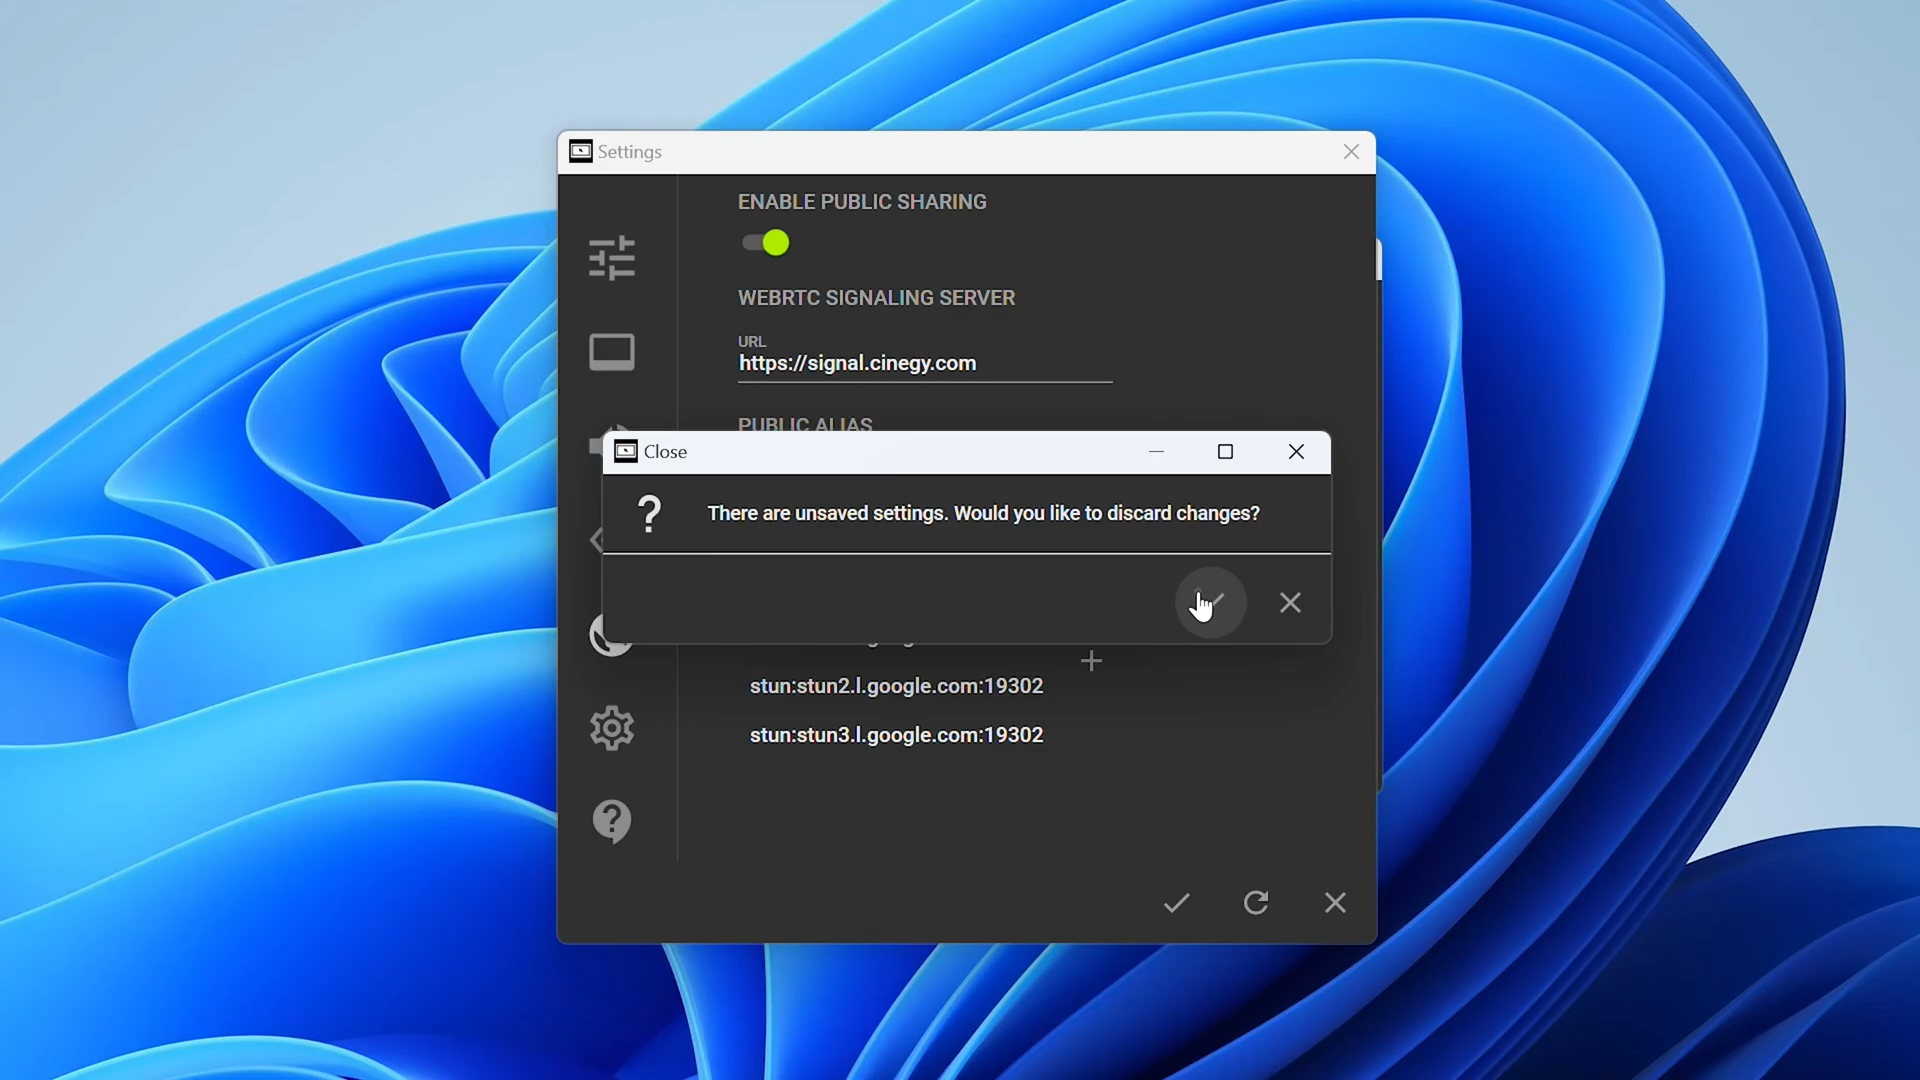 Settings
ENABLE PUBLIC SHARING
WEBRTC SIGNALING SERVER
URL
https://signal.cinegy.com
PUBLIC ALIAS
Close
There are unsaved settings. Would you like to discard changes?
stun:stun2.l.google.com:19302
stun:stun3.l.google.com:19302